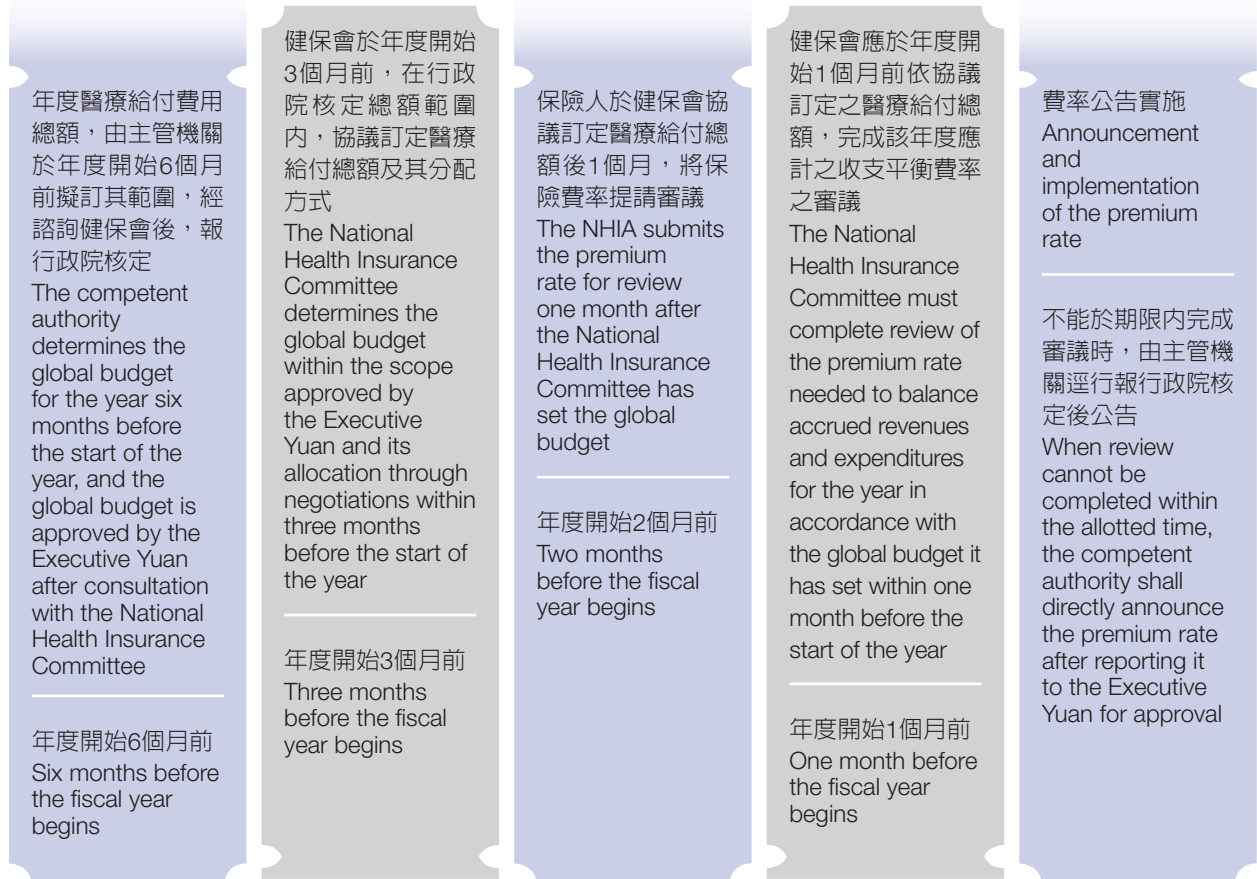 年度醫療給付費用
總額，由主管機關
於年度開始6個月
前擬訂其範圍，經
諮詢健保會後，報
行政院核定
The competent
authority
determines the
global budget
for the year six
months before
the start of the
year, and the
global budget is
approved by the
Executive Yuan
after consultation
with the National
Health Insurance
Committee
年度開始6個月前
Six months before
the fiscal year
begins
健保會於年度開始
3個月前，在行政
院核定總額範圍
內，協議訂定醫療
給付總額及其分配
方式
The National
Health Insurance
Committee
determines the
global budget
within the scope
approved by
the Executive
Yuan and its
allocation through
negotiations within
three months
before the start of
the year
年度開始3個月前
Three months
before the fiscal
year begins
保險人於健保會協
議訂定醫療給付總
額後1個月，將保
險費率提請審議
The NHIA submits
the premium
rate for review
one month after
the National
Health Insurance
Committee has
set the global
budget
年度開始2個月前
Two months
before the fiscal
year begins
健保會應於年度開
始1個月前依協議
訂定之醫療給付總
額，完成該年度應
計之收支平衡費率
之審議
The National
Health Insurance
Committee must
complete review of
the premium rate
needed to balance
accrued revenues
and expenditures
for the year in
accordance with
the global budget it
has set within one
month before the
start of the year
年度開始1個月前
One month before
the fiscal year
begins
費率公告實施
Announcement
and
implementation
of the premium
rate
不能於期限內完成
審議時，由主管機
關逕行報行政院核
定後公告
When review
cannot be
completed within
the allotted time,
the competent
authority shall
directly announce
the premium rate
after reporting it
to the Executive
Yuan for approval